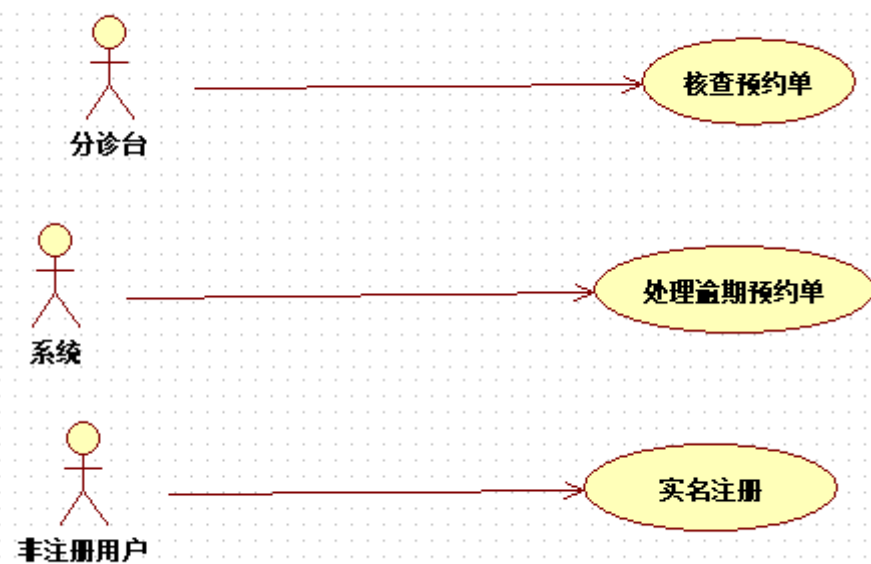 核查预约单
分诊台
处理逾期预约单
系统
实名注册
非注册用户